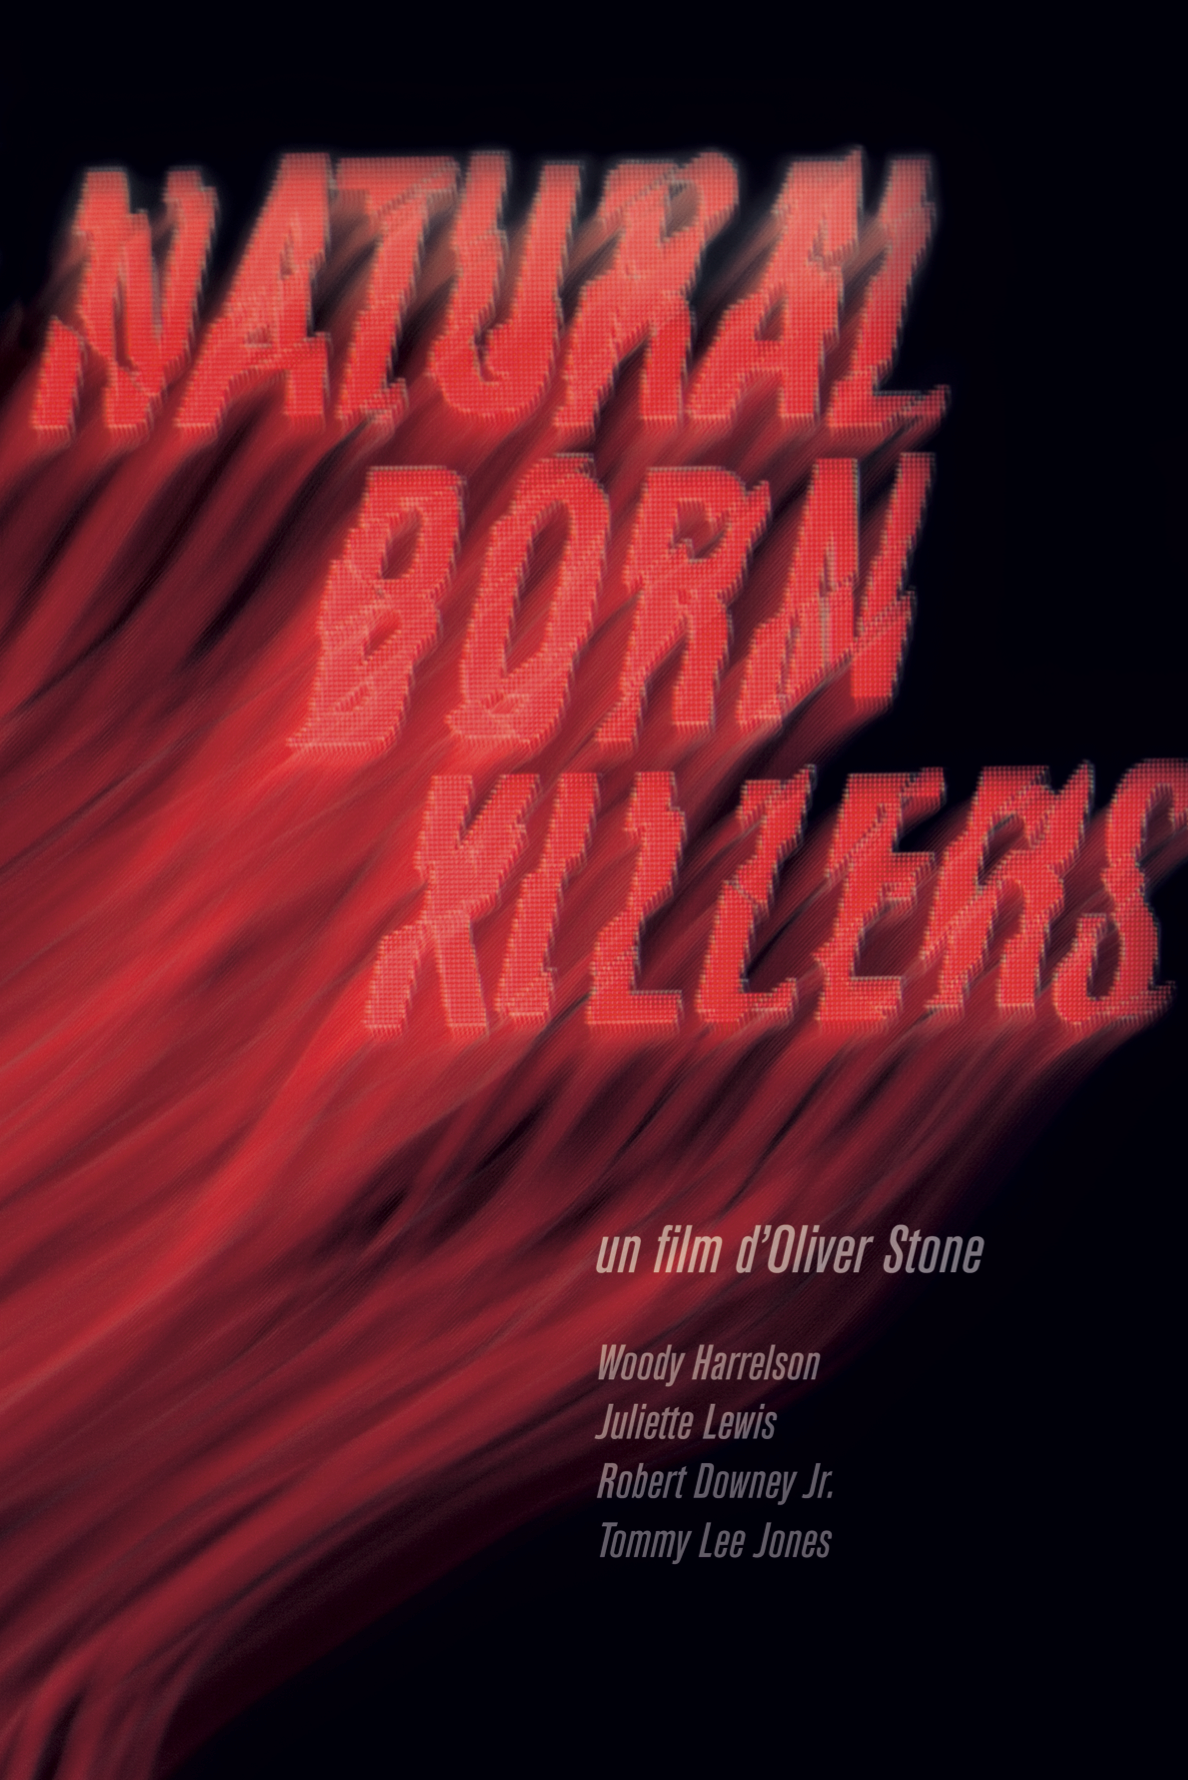 NATURAL
BORN
KILLERS
un film d’Oliver Stone
Woody Harrelson
Juliette Lewis
Robert Downey Jr.
Tommy Lee Jones